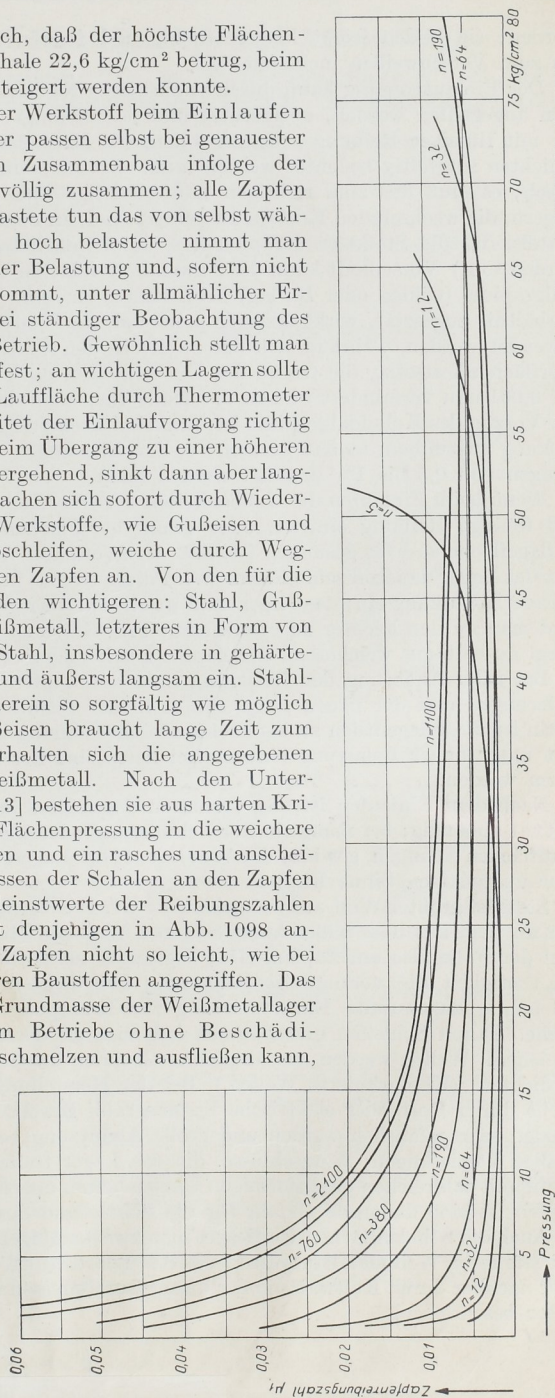 ch, daß der höchste Flächen-
hale 22,6 kg/cm² betrug, beim
teigert werden konnte.
er Werkstoff beim Einlaufen
er passen selbst bei genauester
n Zusammenbau infolge der
völlig zusammen; alle Zapfen
astete tun das von selbst wäh-
hoch belastete nimmt man
er Belastung und, sofern nicht
ommt, unter allmählicher Er-
ei ständiger Beobachtung des
Betrieb. Gewöhnlich stellt man
fest; an wichtigen Lagern sollte
Lauffläche durch Thermometer
itet der Einlaufvorgang richtig
eim Übergang zu einer höheren
ergehend, sinkt dann aber lang-
achen sich sofort durch Wieder-
Werkstoffe, wie Gußeisen und
oschleifen, weiche durch Weg-
en Zapfen an. Von den für die
den wichtigeren: Stahl, Guß-
ißmetall, letzteres in Form von
Stahl, insbesondere in gehärte-
und äußerst langsam ein. Stahl-
erein so sorgfältig wie möglich
ßeisen braucht lange Zeit zum
rhalten sich die angegebenen
eißmetall. Nach den Unter-
13] bestehen sie aus harten Kri-
Flächenpressung in die weichere
en und ein rasches und anschei-
ssen der Schalen an den Zapfen
leinstwerte der Reibungszahlen
t denjenigen in Abb. 1098 an-
Zapfen nicht so leicht, wie bei
ren Baustoffen angegriffen. Das
Grundmasse der Weißmetallager
m Betriebe ohne Beschädi-
schmelzen und ausfließen kann,
n=190
n=64
n=32
n=12
n=5
n=1100
n=2100
n=760
n=380
n=190
n=64
n=32
n=12
5 10 15 20 25 30 35 40 45 50 55 60 65 70 75 kg/cm² 80
Pressung
0,06 0,05 0,04 0,03 0,02 0,01
Zapfenreibungszahl μ₁